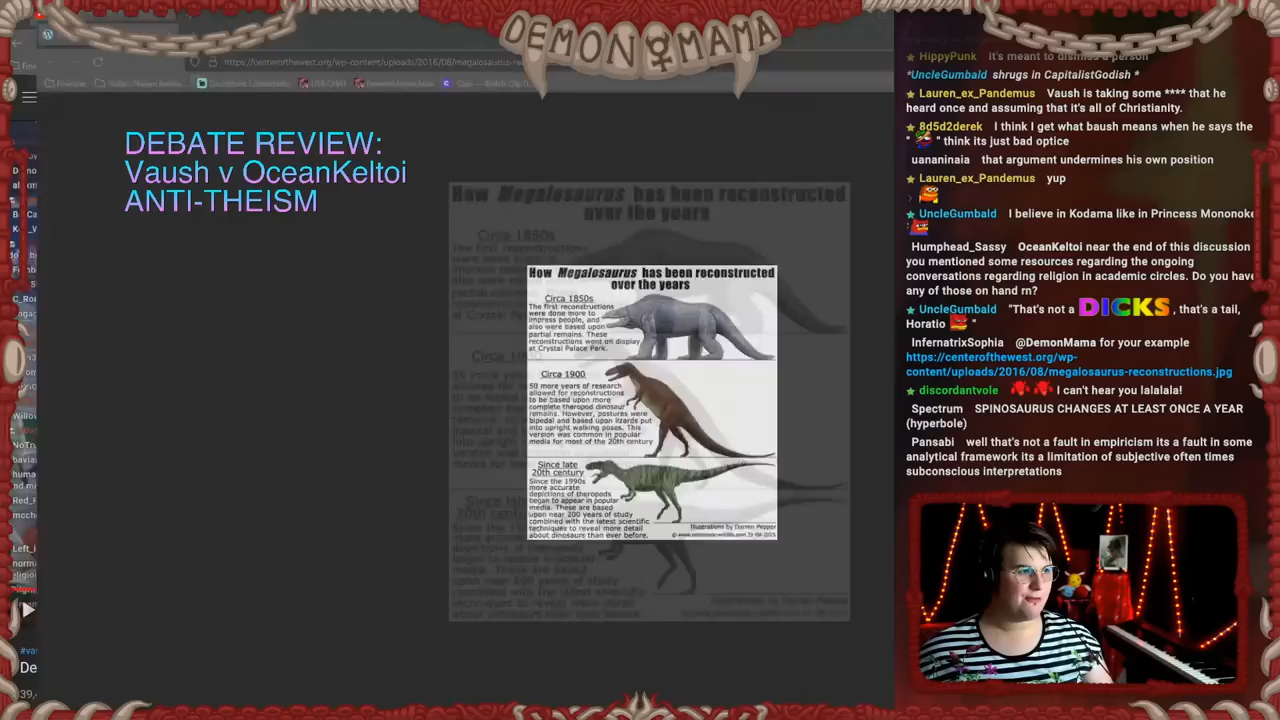 DEMON MAMA
https://centerofthewest.org/wp-content/uploads/2016/08/megalosaurus-re
DEBATE REVIEW:
Vaush v OceanKeltoi
ANTI-THEISM
How Megalosaurus has been reconstructed
over the years
Circa 1850s
The first reconstructions
were done more to
impress people, and
also were based upon
partial remains. These
reconstructions went on display
at Crystal Palace Park.
Circa 1900
50 more years of research
allowed for reconstructions
to be based upon more
complete theropod dinosaur
remains. However, postures were
bipedal and based upon lizards put
into upright walking poses. This
version was common in popular
media for most of the 20th century
Since late
20th century
Since the 1990s
more accurate
depictions of theropods
began to appear in popular
media. These are based
upon near 200 years of study
combined with the latest scientific
techniques to reveal more detail
about dinosaurs than ever before.
Illustrations by Darren Pepper
HippyPunk It's meant to dismiss a person
*UncleGumbald shrugs in CapitalistGodish *
Lauren_ex_Pandemus Vaush is taking some **** that he
heard once and assuming that it's all of Christianity.
8d5d2derek I think I get what baush means when he says the
" " think its just bad optice
uananinaia that argument undermines his own position
Lauren_ex_Pandemus yup
UncleGumbald I believe in Kodama like in Princess Mononoke
Humphead_Sassy OceanKeltoi near the end of this discussion
you mentioned some resources regarding the ongoing
conversations regarding religion in academic circles. Do you have
any of those on hand rn?
UncleGumbald "That's not a DICKS , that's a tail,
Horatio "
InfernatrixSophia @DemonMama for your example
https://centerofthewest.org/wp-
content/uploads/2016/08/megalosaurus-reconstructions.jpg
discordantvole I can't hear you lalalala!
Spectrum SPINOSAURUS CHANGES AT LEAST ONCE A YEAR
(hyperbole)
Pansabi well that's not a fault in empiricism its a fault in some
analytical framework its a limitation of subjective often times
subconscious interpretations